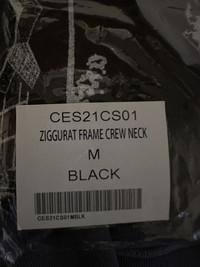 CES21CS01
ZIGGURAT FRAME CREW NECK
M
BLACK
CES21CS01MBLK